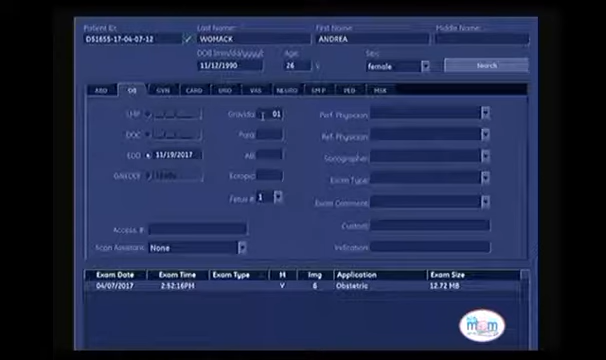 Patient ID: Last Name: First Name: Middle Name:
DS1655-17-04-07-12 WOMACK ANDREA
DOB [mm/dd/yyyy]: Age: Sex:
11/12/1990 26 Y female Search
ABD OB GYN CARD URO VAS NEURO SM P PED MSK
LMP Gravida 01 Perf. Physician
DOC Para Ref. Physician
EDD 11/19/2017 AB Sonographer
GA(EDD) Ectopic Exam Type
Fetus # 1 Exam Comment
Access. # Custom
Scan Assistant None Indication
Exam Date Exam Time Exam Type M Img Application Exam Size
04/07/2017 2:52:16PM V 6 Obstetric 12.72 MB
mom